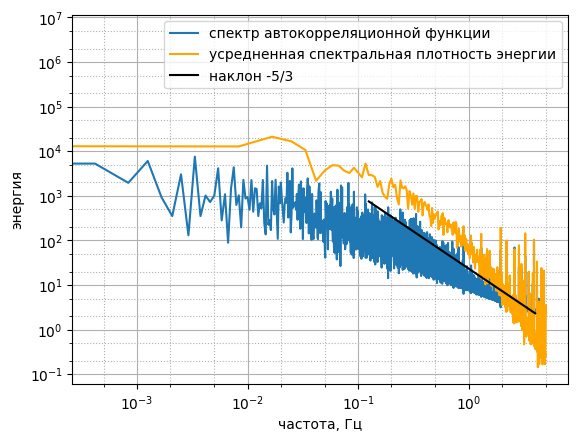 спектр автокорреляционной функции
усредненная спектральная плотность энергии
наклон -5/3
энергия
10⁷
10⁶
10⁵
10⁴
10³
10²
10¹
10⁰
10⁻¹
10⁻³
10⁻²
10⁻¹
10⁰
частота, Гц